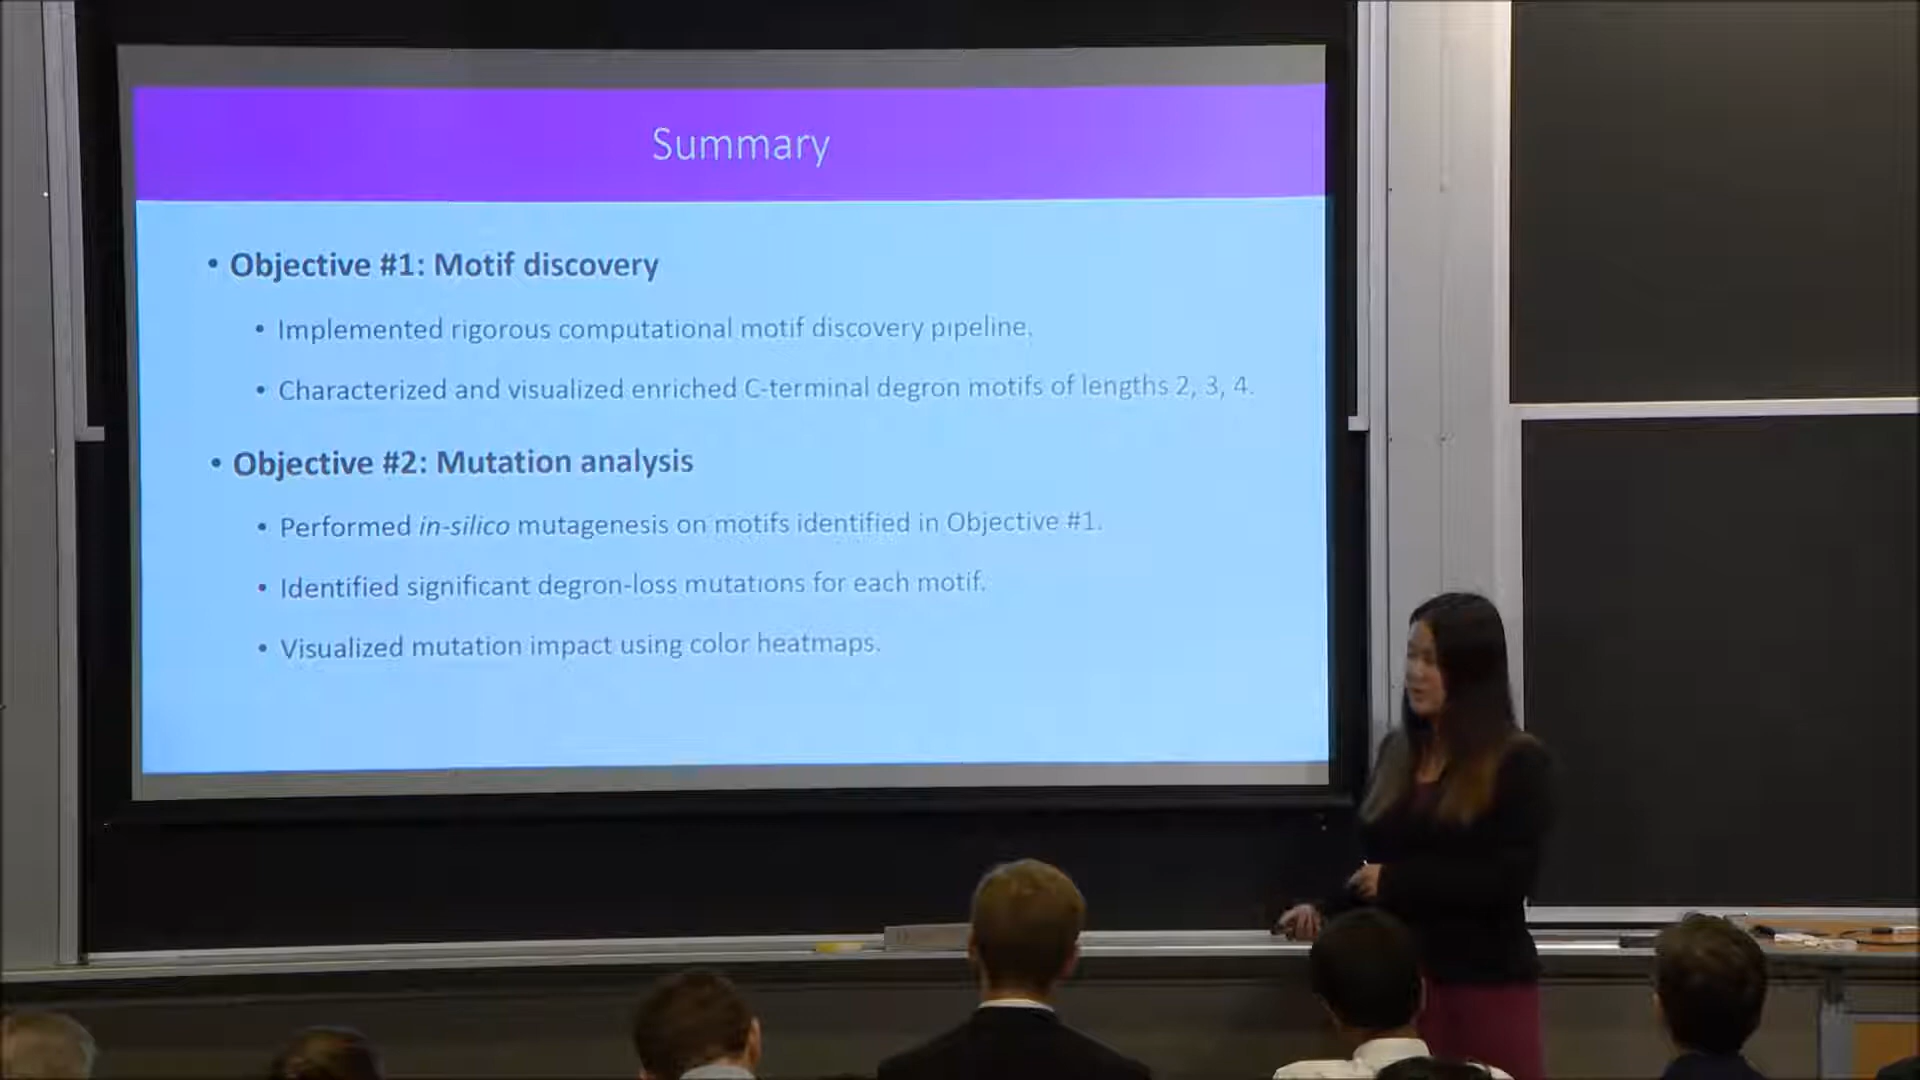 Summary
• Objective #1: Motif discovery
• Implemented rigorous computational motif discovery pipeline.
• Characterized and visualized enriched C-terminal degron motifs of lengths 2, 3, 4.
• Objective #2: Mutation analysis
• Performed in-silico mutagenesis on motifs identified in Objective #1.
• Identified significant degron-loss mutations for each motif.
• Visualized mutation impact using color heatmaps.